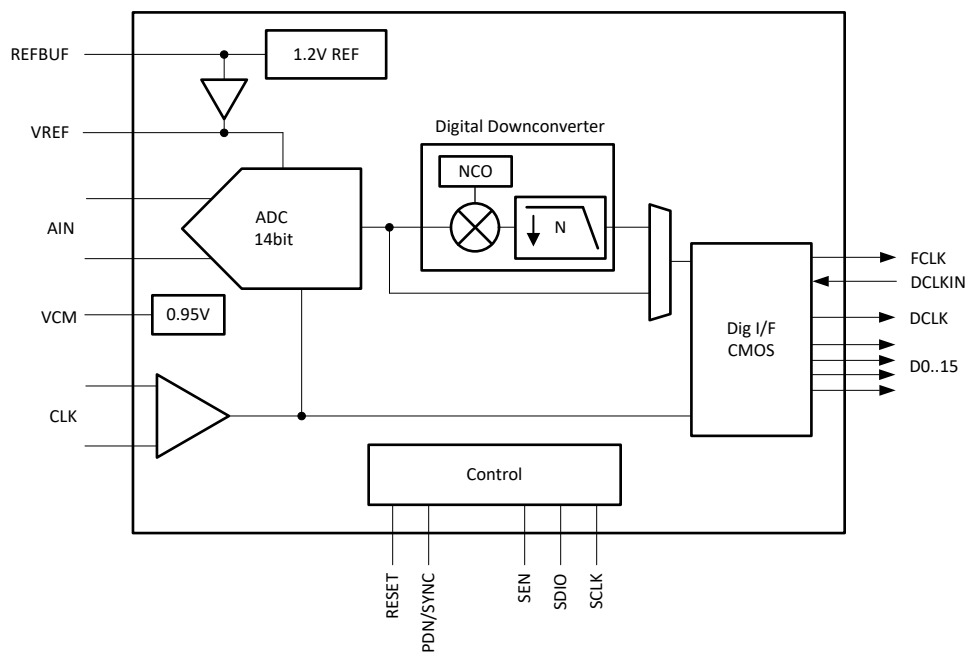 REFBUF
1.2V REF
VREF
Digital Downconverter
NCO
ADC
14bit
N
AIN
FCLK
DCLKIN
VCM
0.95V
DCLK
Dig I/F
CMOS
D0..15
CLK
Control
RESET
PDN/SYNC
SEN
SDIO
SCLK